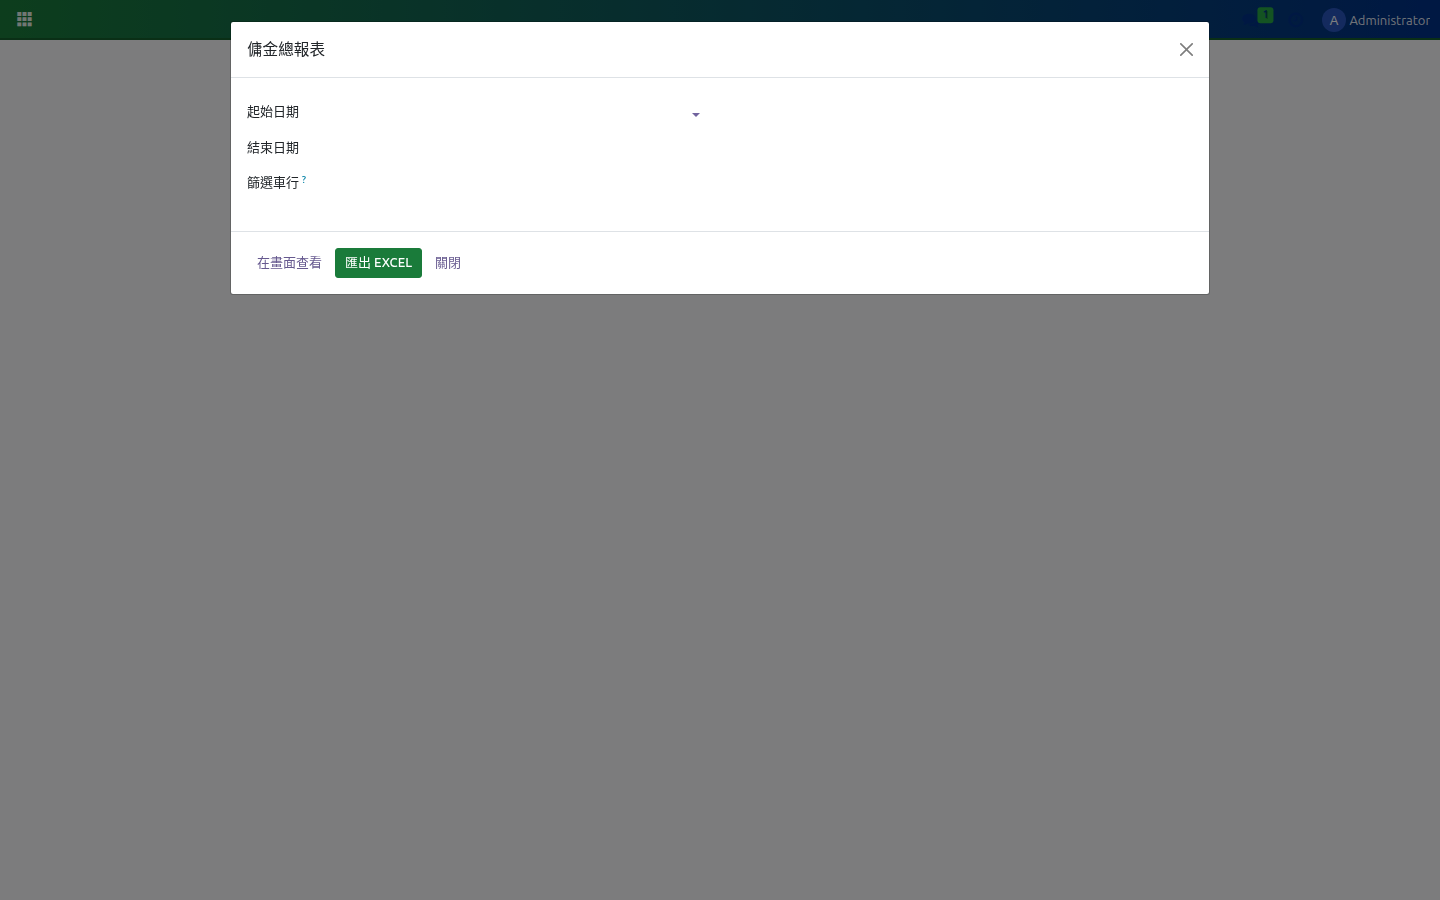 1
A Administrator
傭金總報表
起始日期
結束日期
篩選車行 ?
在畫面查看 匯出 EXCEL 關閉